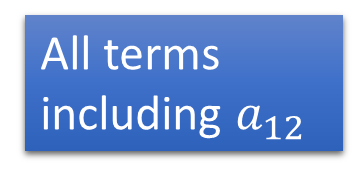 All terms
including a₁₂